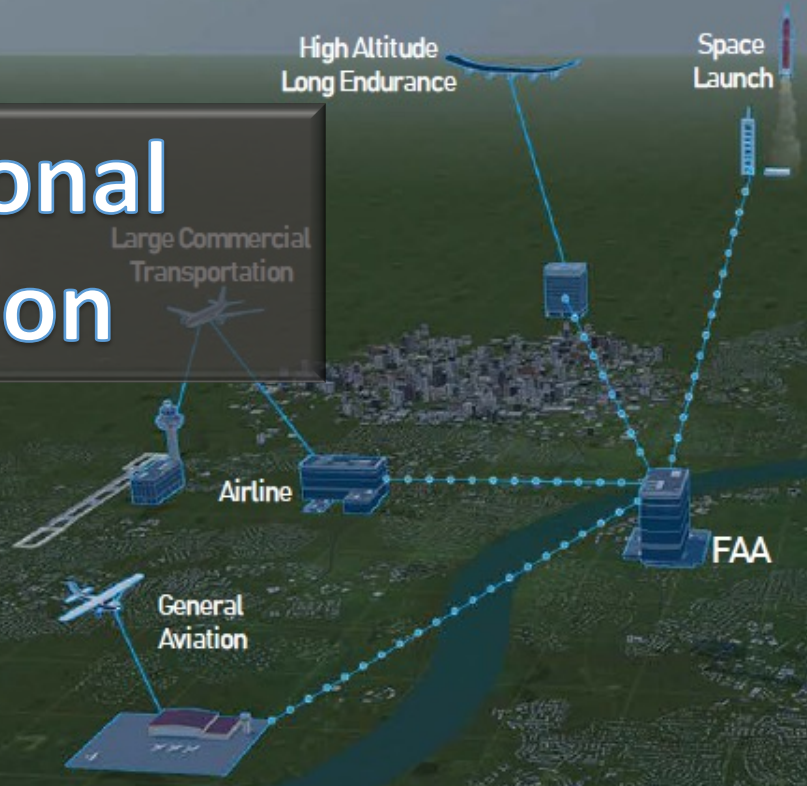 High Altitude
Long Endurance
Space
Launch
onal
on
Large Commercial
Transportation
Airline
FAA
General
Aviation